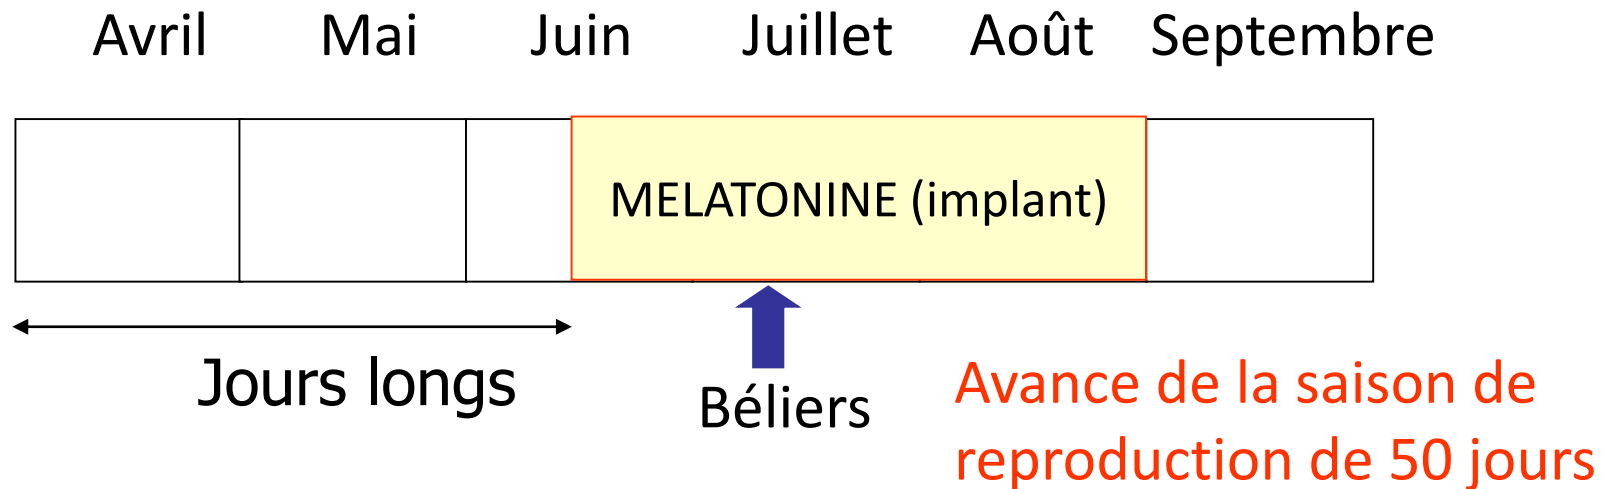 Avril Mai Juin Juillet Août Septembre
MELATONINE (implant)
Jours longs
Béliers
Avance de la saison de
reproduction de 50 jours